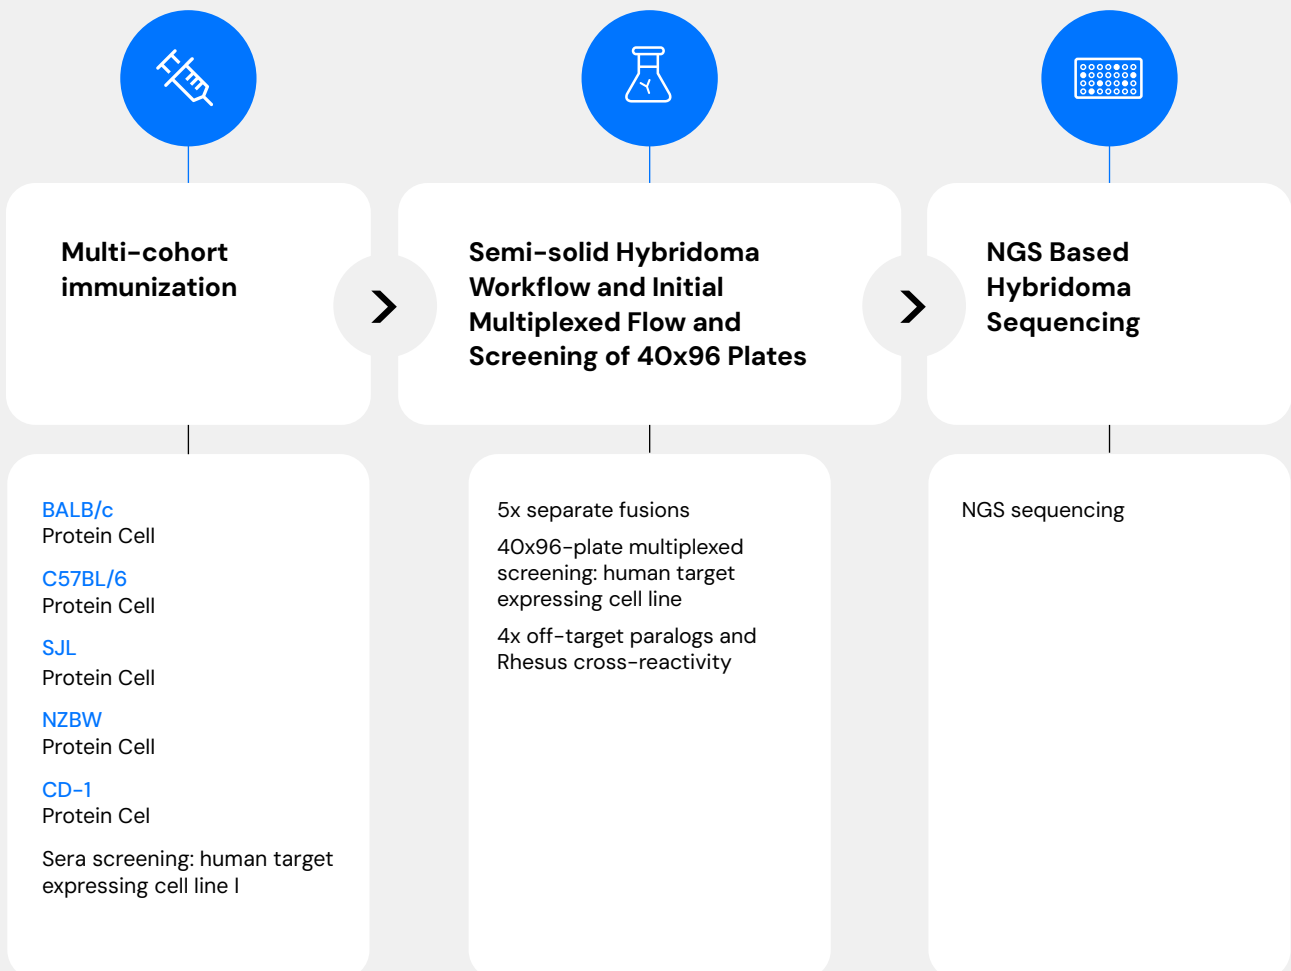 Multi-cohort
immunization
Semi-solid Hybridoma
Workflow and Initial
Multiplexed Flow and
Screening of 40x96 Plates
NGS Based
Hybridoma
Sequencing
BALB/c
Protein Cell
C57BL/6
Protein Cell
SJL
Protein Cell
NZBW
Protein Cell
CD-1
Protein Cel
Sera screening: human target
expressing cell line I
5x separate fusions
40x96-plate multiplexed
screening: human target
expressing cell line
4x off-target paralogs and
Rhesus cross-reactivity
NGS sequencing